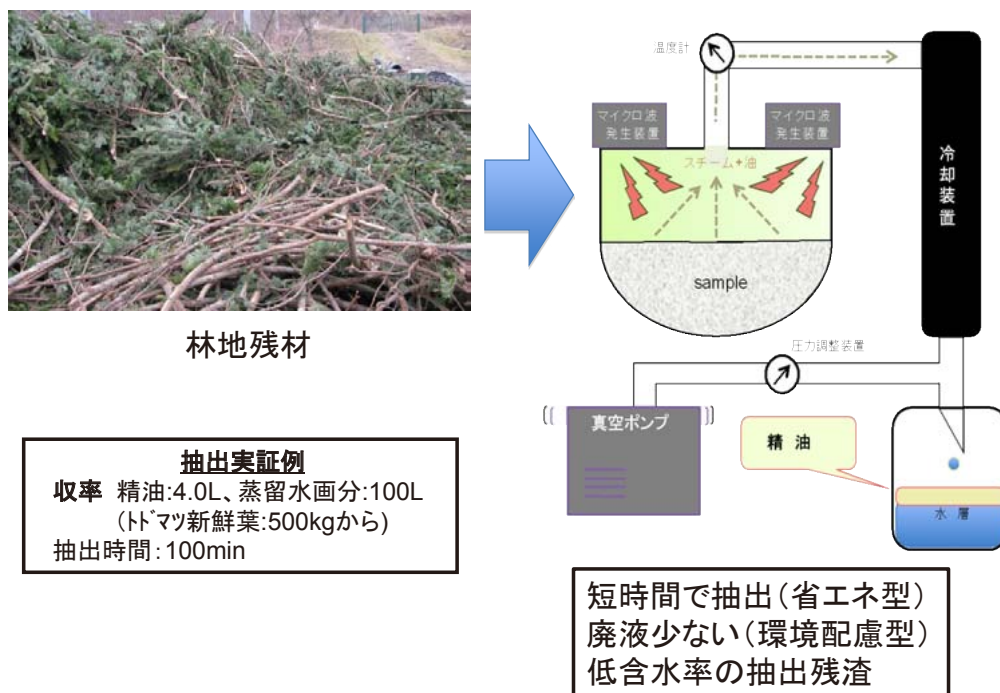 林地残材
抽出実証例
収率 精油:4.0L、蒸留水画分:100L
(ﾄﾄﾞﾏﾂ新鮮葉:500kgから)
抽出時間:100min
温度計
マイクロ波
発生装置
マイクロ波
発生装置
スチーム+油
sample
冷却装置
圧力調整装置
真空ポンプ
精 油
水 層
短時間で抽出(省エネ型)
廃液少ない(環境配慮型)
低含水率の抽出残渣